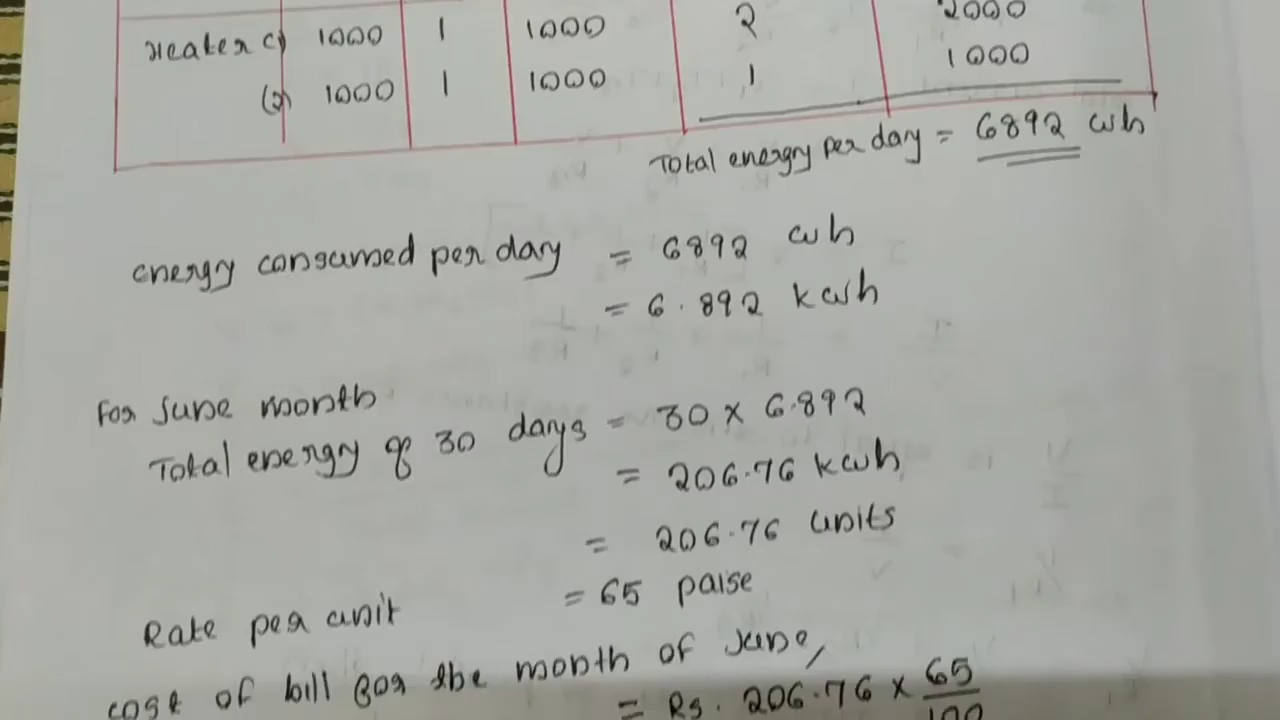 Heater (1) 1000 1 1000 2 2000
(2) 1000 1 1000 1 1000
Total energy per day = 6892 wh
energy consumed per day = 6892 wh
= 6.892 kwh
For June month
Total energy of 30 days = 30 × 6.892
= 206.76 kwh
= 206.76 units
Rate per unit = 65 paise
cost of bill for the month of June,
= Rs. 206.76 × 65/100